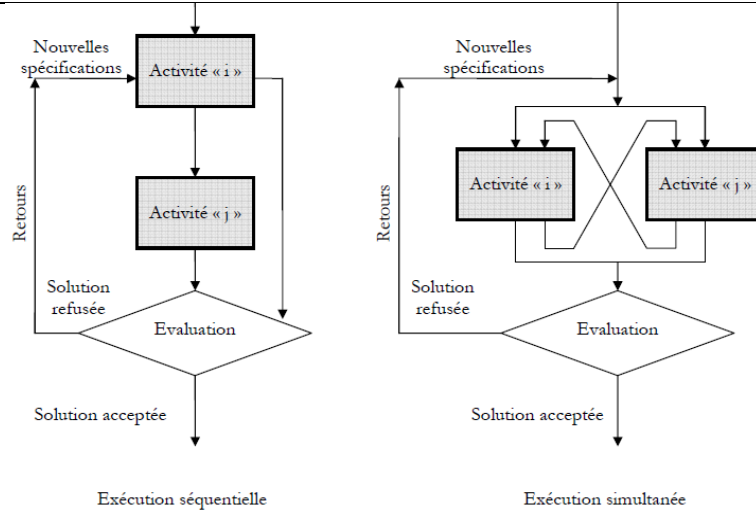 Nouvelles
spécifications
Activité « i »
Activité « j »
Retours
Solution
refusée
Evaluation
Solution acceptée
Exécution séquentielle
Nouvelles
spécifications
Activité « i »
Activité « j »
Retours
Solution
refusée
Evaluation
Solution acceptée
Exécution simultanée